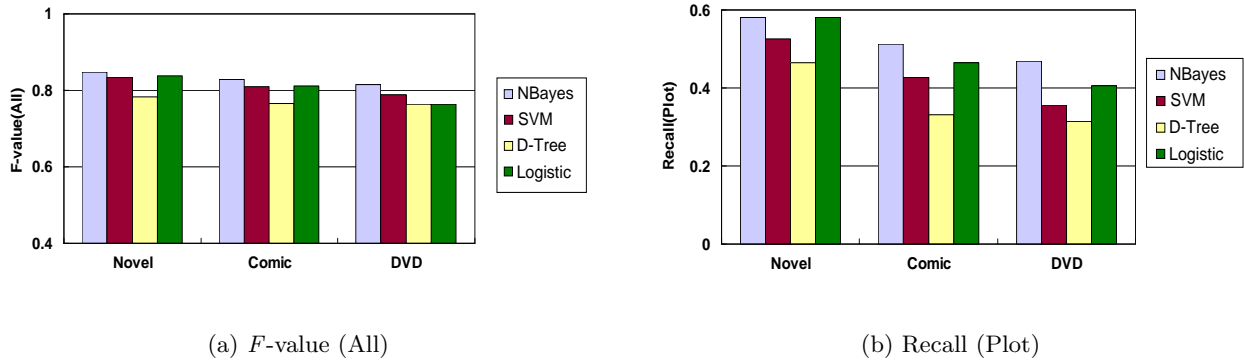 1
0.8
0.6
0.4
F-value(All)
Novel
Comic
DVD
NBayes
SVM
D-Tree
Logistic
(a) F-value (All)
0.6
0.4
0.2
0
Recall(Plot)
Novel
Comic
DVD
NBayes
SVM
D-Tree
Logistic
(b) Recall (Plot)